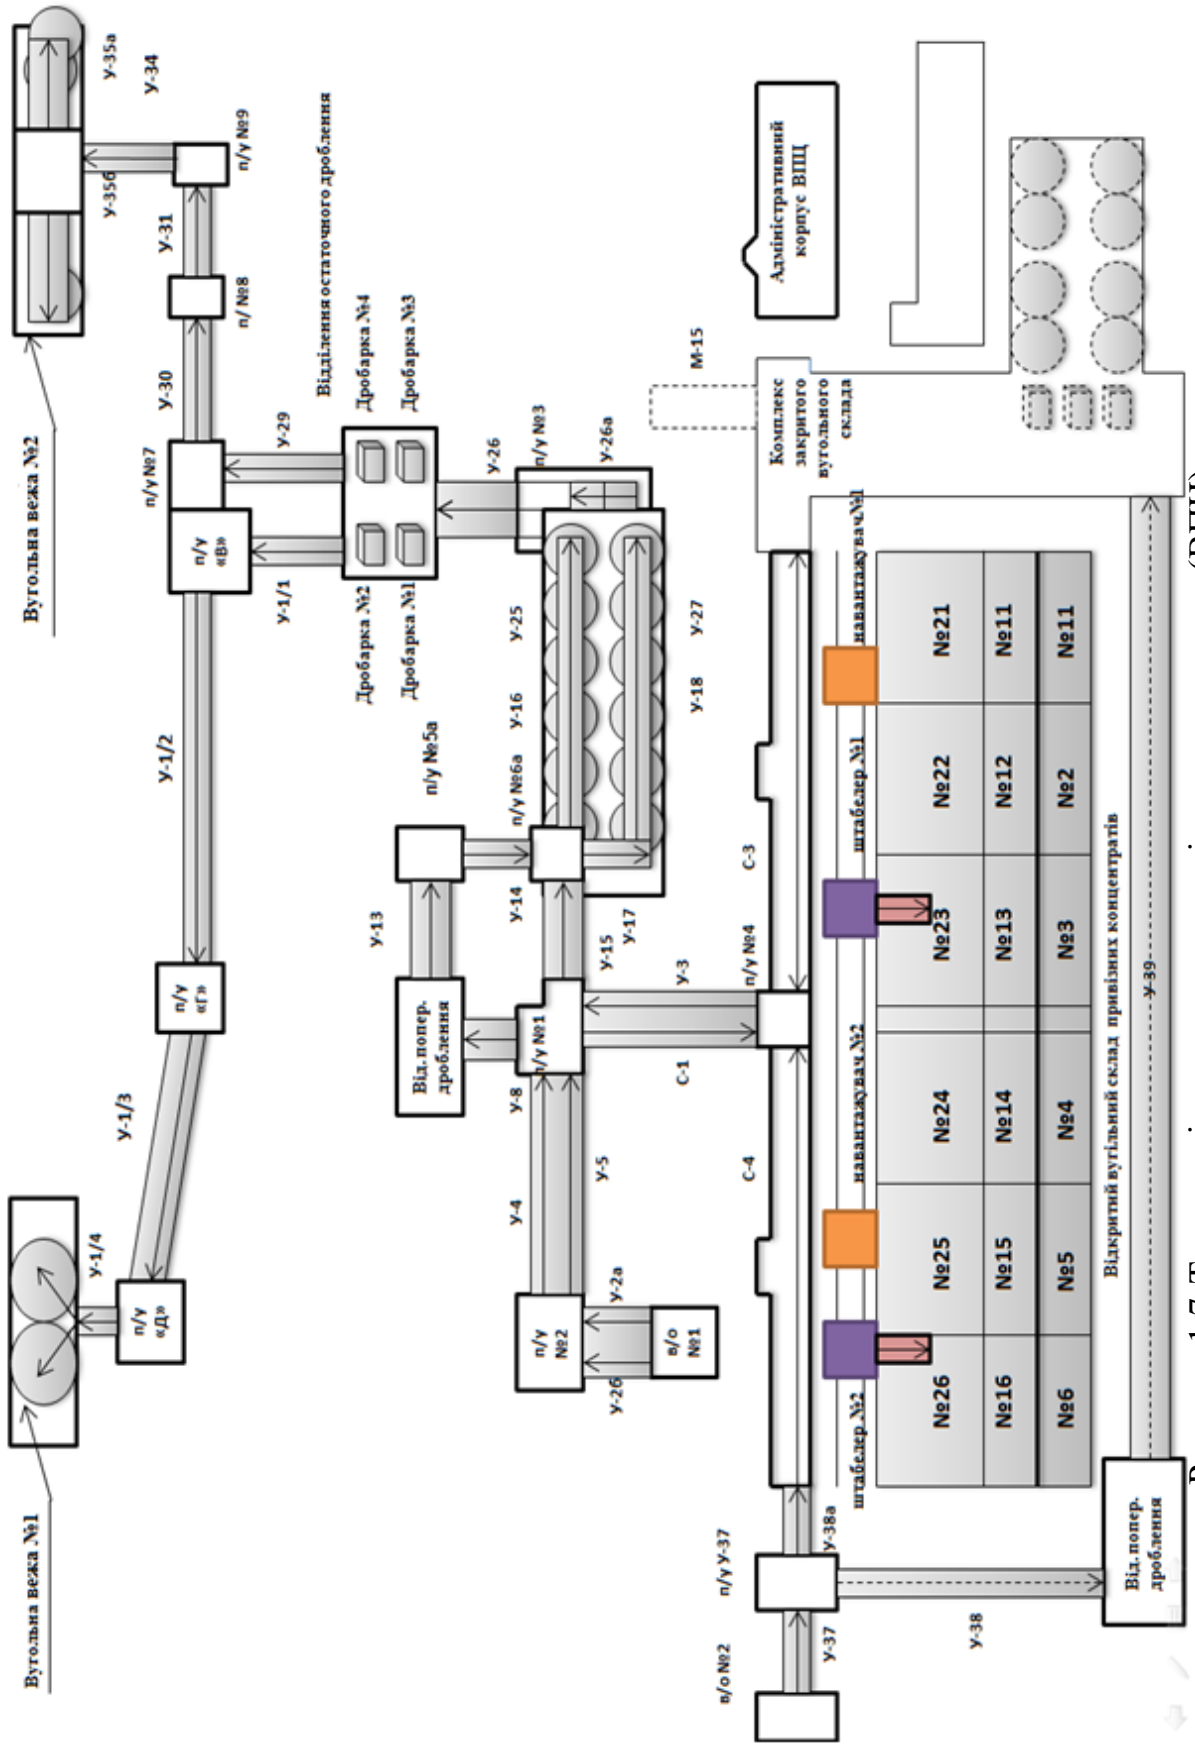 Вугольна вежа №1
Вугольна вежа №2
У-35а
У-34
У-35б
п/у №9
У-31
п/ №8
У-30
п/у №7
п/у
«В»
У-29
У-1/1
У-1/2
п/у
«Г»
У-1/3
п/у
«Д»
У-1/4
Відділення остаточного дроблення
Дробарка №4
Дробарка №3
Дробарка №2
Дробарка №1
У-26
п/у №3
У-26а
У-25
У-27
У-16
У-18
п/у №5а
п/у №6а
У-13
У-14
У-17
У-15
Від. попер.
дроблення
п/у №1
У-8
У-3
С-1
п/у №4
У-4
У-5
п/у
№2
У-2а
У-2б
в/о
№1
М-15
Адміністративний
корпус ВПЦ
Комплекс
закритого
вугольного
склада
С-3
С-4
навантажувач№1
штабелер №1
навантажувач №2
штабелер №2
№26
№25
№24
№23
№22
№21
№16
№15
№14
№13
№12
№11
№6
№5
№4
№3
№2
№11
Відкритий вугільний склад привізних концентратів
У-39
в/о №2
У-37
п/у У-37
У-38а
У-38
Від. попер.
дроблення